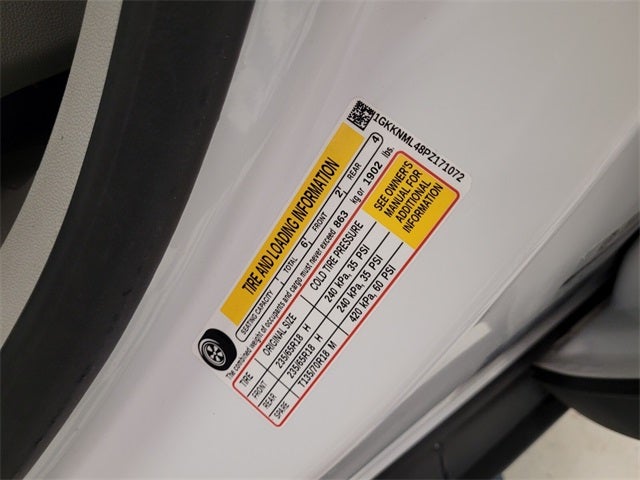 1GKKNML48PZ171072
TIRE AND LOADING INFORMATION
SEATING CAPACITY TOTAL 6 FRONT 2 REAR 4
The combined weight of occupants and cargo must never exceed 863 kg or 1902 lbs.
TIRE ORIGINAL SIZE COLD TIRE PRESSURE
FRONT 235/65R18 H 240 kPa, 35 PSI
REAR 235/65R18 H 240 kPa, 35 PSI
SPARE T135/70R18 M 420 kPa, 60 PSI
SEE OWNER'S
MANUAL FOR
ADDITIONAL
INFORMATION